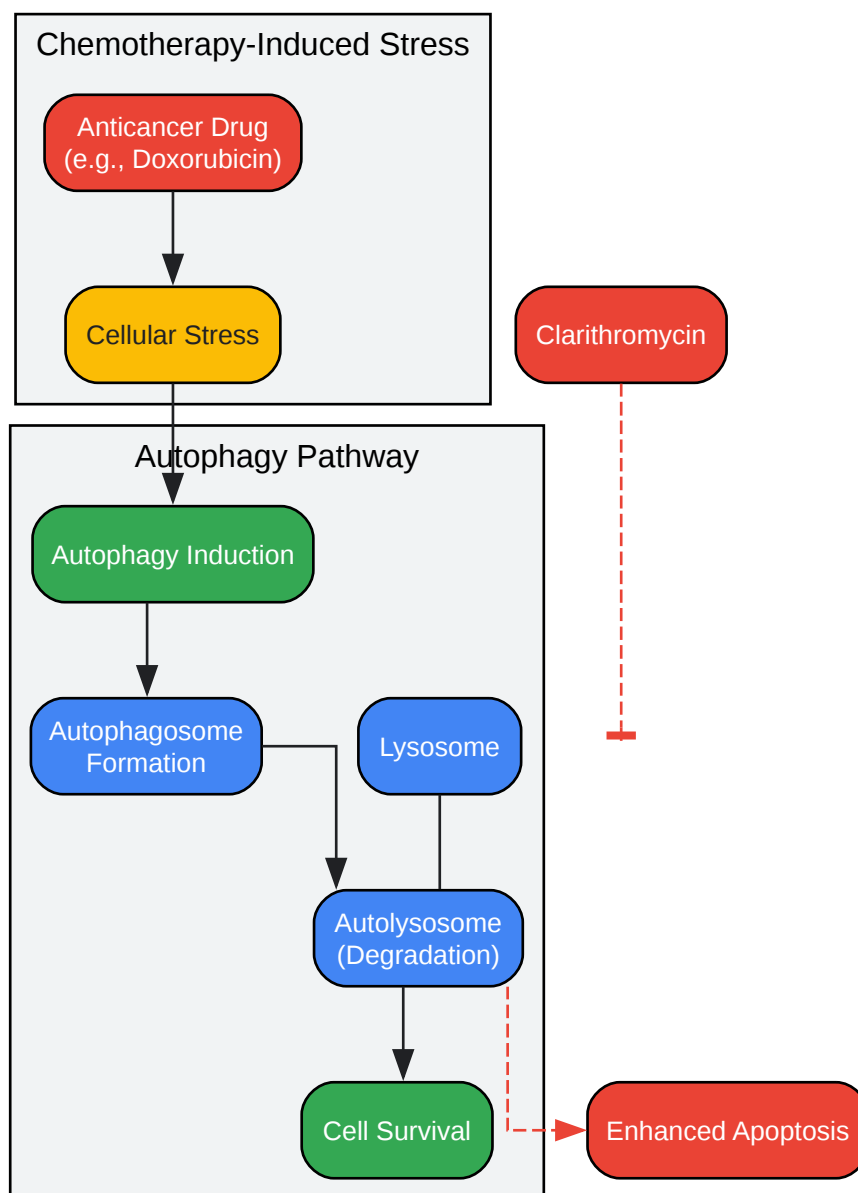 Chemotherapy-Induced Stress
Anticancer Drug
(e.g., Doxorubicin)
Cellular Stress
Clarithromycin
Autophagy Pathway
Autophagy Induction
Autophagosome
Formation
Lysosome
Autolysosome
(Degradation)
Cell Survival
Enhanced Apoptosis